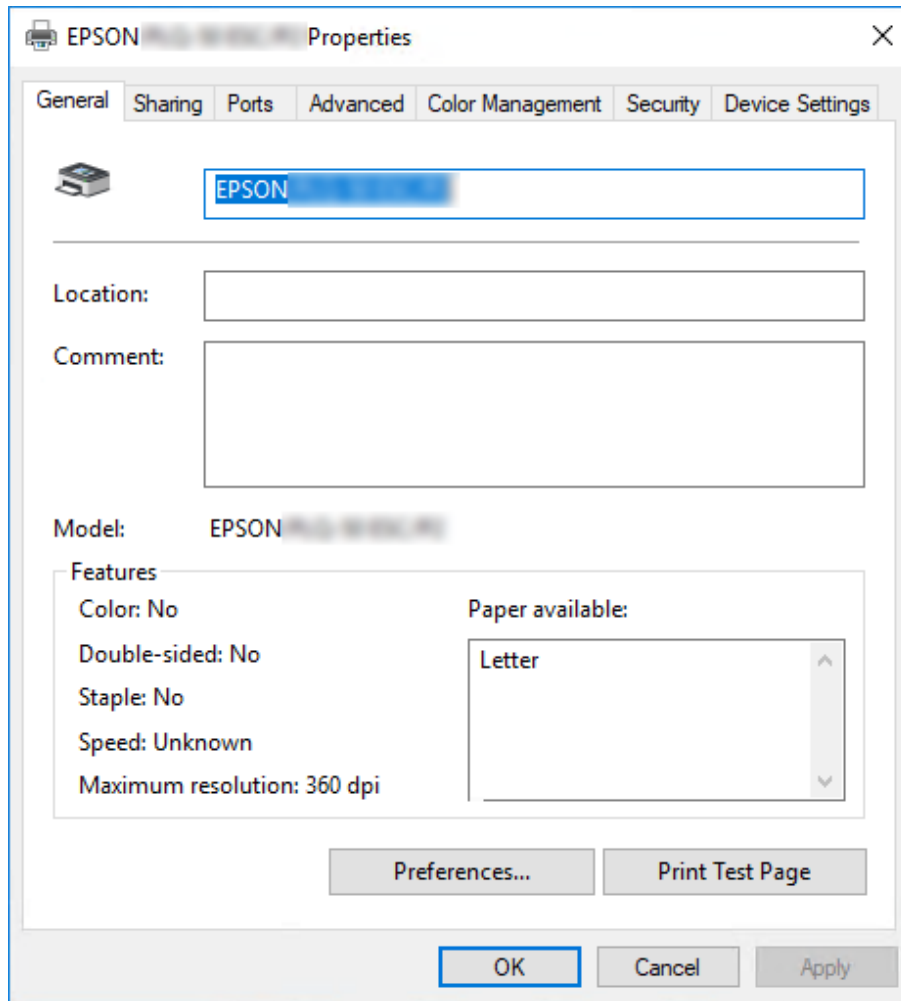 EPSON Properties
General Sharing Ports Advanced Color Management Security Device Settings
EPSON
Location:
Comment:
Model: EPSON
Features
Color: No
Double-sided: No
Staple: No
Speed: Unknown
Maximum resolution: 360 dpi
Paper available:
Letter
Preferences... Print Test Page
OK Cancel Apply